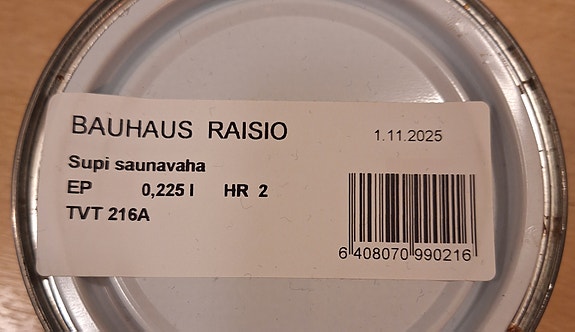 BAUHAUS RAISIO 1.11.2025
Supi saunavaha
EP 0,225 l HR 2
TVT 216A
6 408070 990216